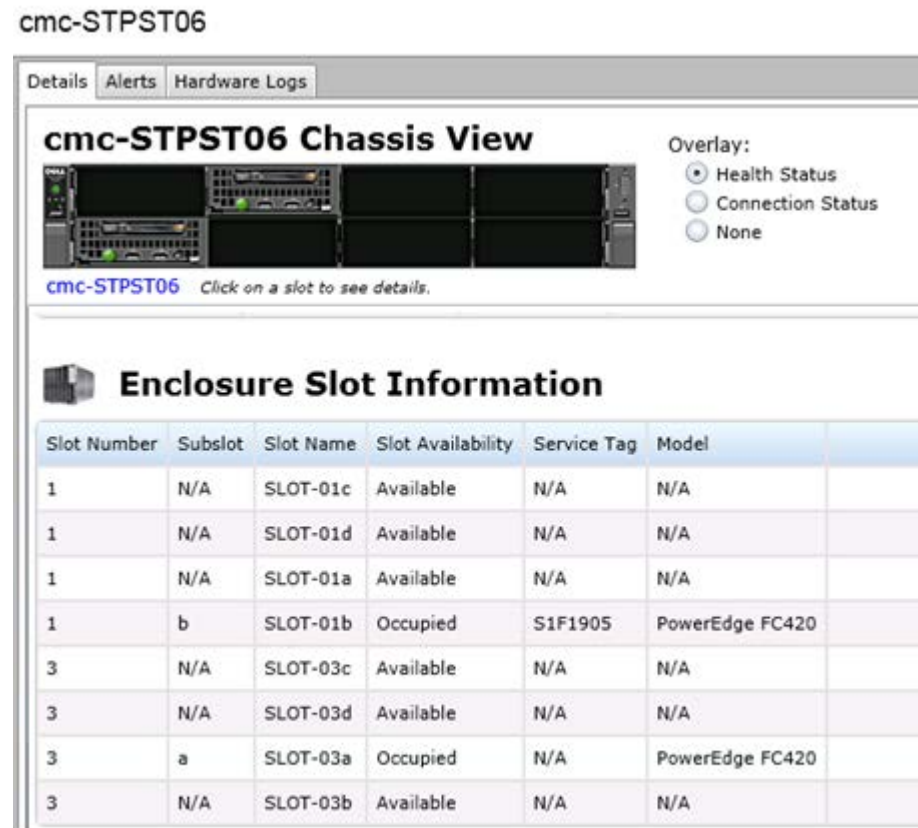 cmc-STPST06
Details Alerts Hardware Logs
cmc-STPST06 Chassis View
Overlay:
Health Status
Connection Status
None
DELL
cmc-STPST06 Click on a slot to see details.
Enclosure Slot Information
Slot Number Subslot Slot Name Slot Availability Service Tag Model
1 N/A SLOT-01c Available N/A N/A
1 N/A SLOT-01d Available N/A N/A
1 N/A SLOT-01a Available N/A N/A
1 b SLOT-01b Occupied S1F1905 PowerEdge FC420
3 N/A SLOT-03c Available N/A N/A
3 N/A SLOT-03d Available N/A N/A
3 a SLOT-03a Occupied N/A PowerEdge FC420
3 N/A SLOT-03b Available N/A N/A